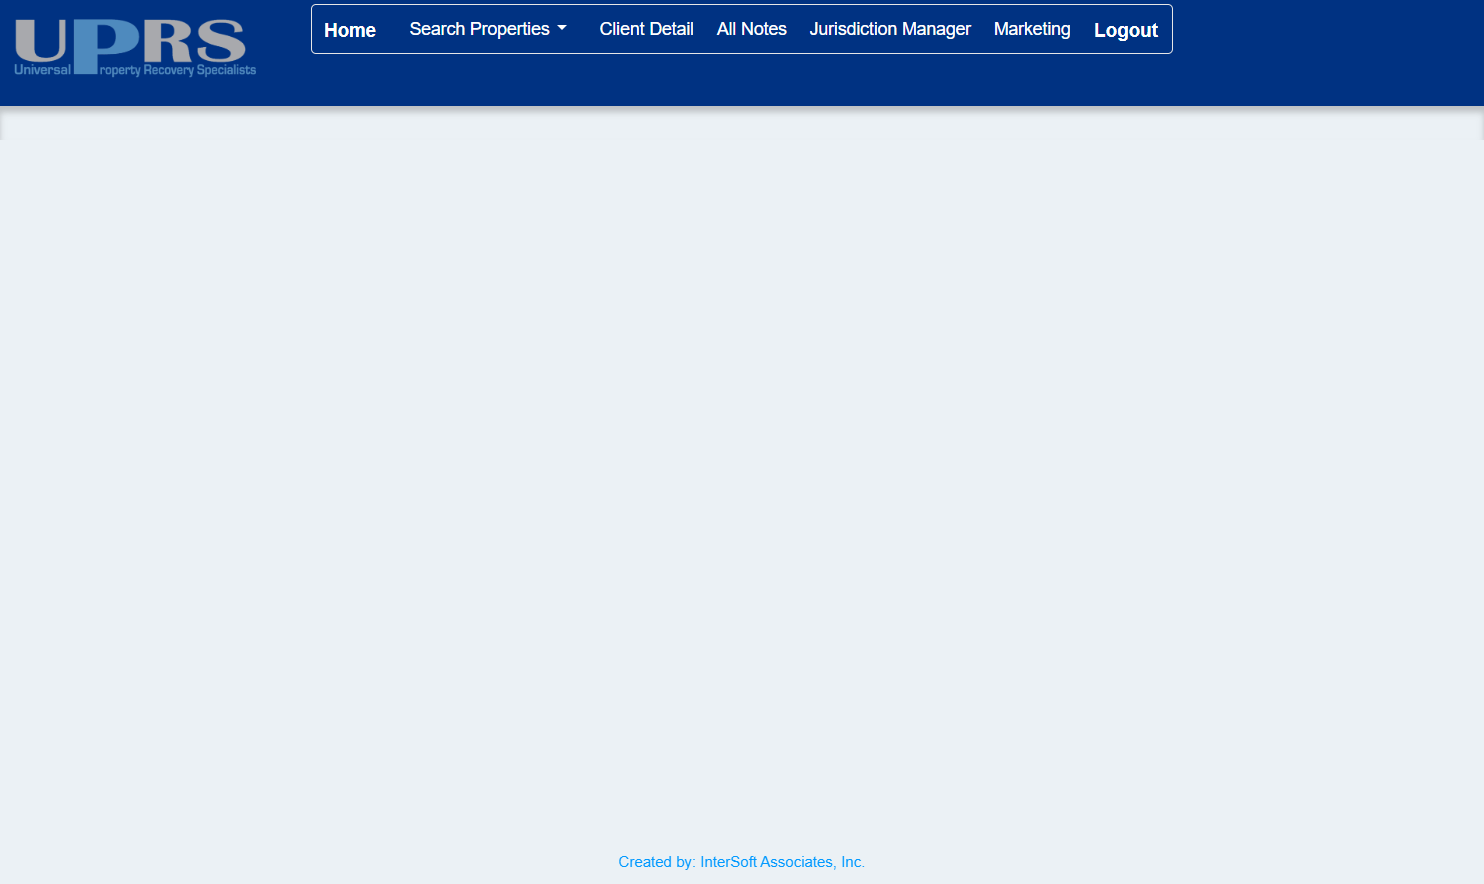 UPRS
Universal Property Recovery Specialists
Home Search Properties Client Detail All Notes Jurisdiction Manager Marketing Logout
Created by: InterSoft Associates, Inc.